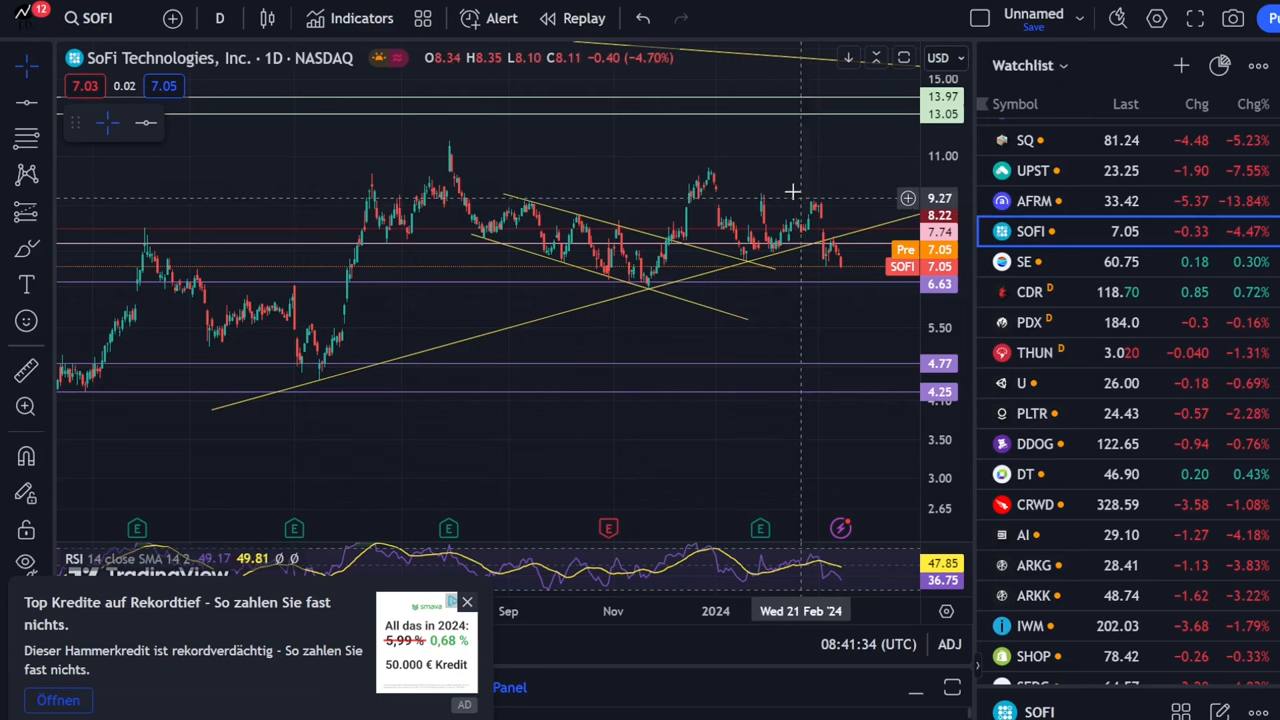 12
SOFI
D
Indicators
Alert
Replay
Unnamed
Save
SoFi Technologies, Inc. · 1D · NASDAQ
O8.34 H8.35 L8.10 C8.11 -0.40 (-4.70%)
USD
7.03 0.02 7.05
15.00
13.97
13.05
11.00
9.27
8.22
7.74
Pre 7.05
SOFI 7.05
6.63
5.50
4.77
4.25
3.50
3.00
2.65
E E E E E
RSI 14 close SMA 14 2 49.17 49.81 Ø Ø
TradingView
47.85
36.75
Sep Nov 2024 Wed 21 Feb '24
08:41:34 (UTC) ADJ
Panel
Top Kredite auf Rekordtief - So zahlen Sie fast
nichts.
Dieser Hammerkredit ist rekordverdächtig - So zahlen Sie
fast nichts.
Öffnen
smava
All das in 2024:
5,99 % 0,68 %
50.000 € Kredit
AD
Watchlist
Symbol Last Chg Chg%
SQ 81.24 -4.48 -5.23%
UPST 23.25 -1.90 -7.55%
AFRM 33.42 -5.37 -13.84%
SOFI 7.05 -0.33 -4.47%
SE 60.75 0.18 0.30%
CDR D 118.70 0.85 0.72%
PDX D 184.0 -0.3 -0.16%
THUN D 3.020 -0.040 -1.31%
U 26.00 -0.18 -0.69%
PLTR 24.43 -0.57 -2.28%
DDOG 122.65 -0.94 -0.76%
DT 46.90 0.20 0.43%
CRWD 328.59 -3.58 -1.08%
AI 29.10 -1.27 -4.18%
ARKG 28.41 -1.13 -3.83%
ARKK 48.74 -1.62 -3.22%
IWM 202.03 -3.68 -1.79%
SHOP 78.42 -0.26 -0.33%
SOFI